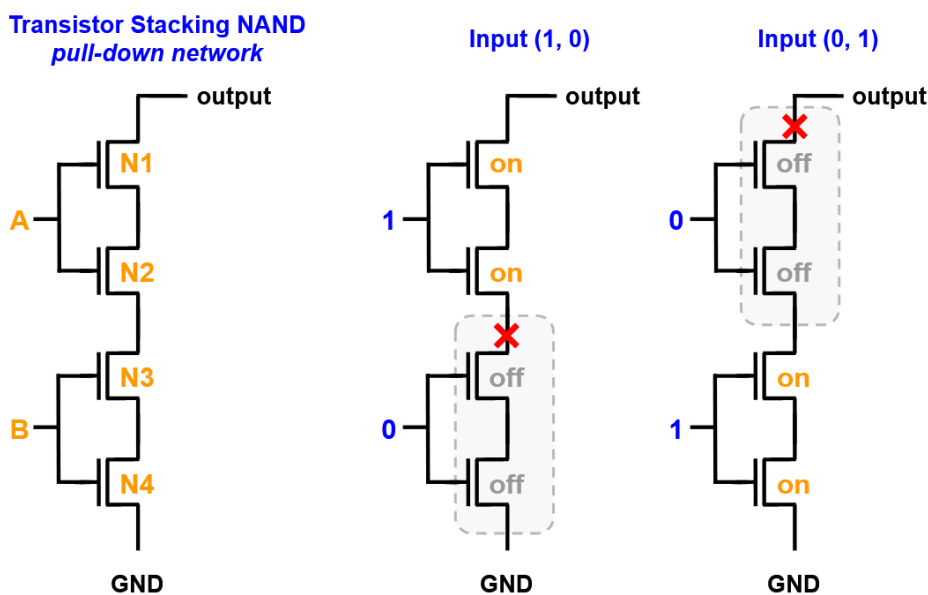 Transistor Stacking NAND
pull-down network
output
N1
A
N2
N3
B
N4
GND
Input (1, 0)
output
on
1
on
off
0
off
GND
Input (0, 1)
output
off
0
off
on
1
on
GND